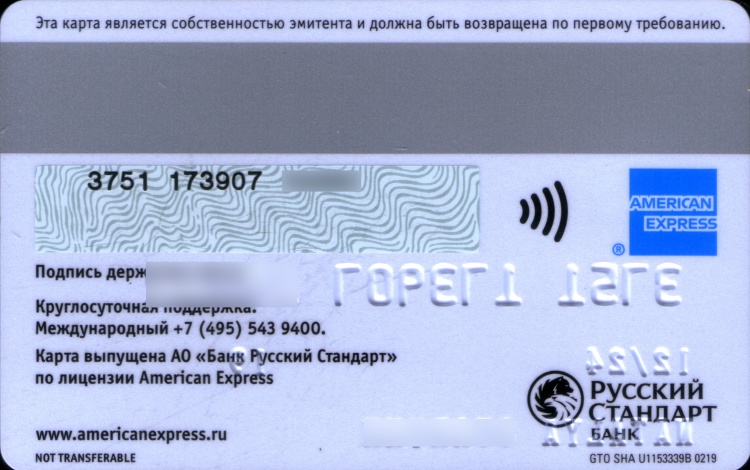 Эта карта является собственностью эмитента и должна быть возвращена по первому требованию.
3751 173907
AMERICAN
EXPRESS
®
Подпись
Круглосуточная поддержка:
Международный +7 (495) 543 9400.
Карта выпущена АО «Банк Русский Стандарт»
по лицензии American Express
12/24
РУССКИЙ
СТАНДАРТ
БАНК
www.americanexpress.ru
NOT TRANSFERABLE
GTO SHA U1153339B 0219